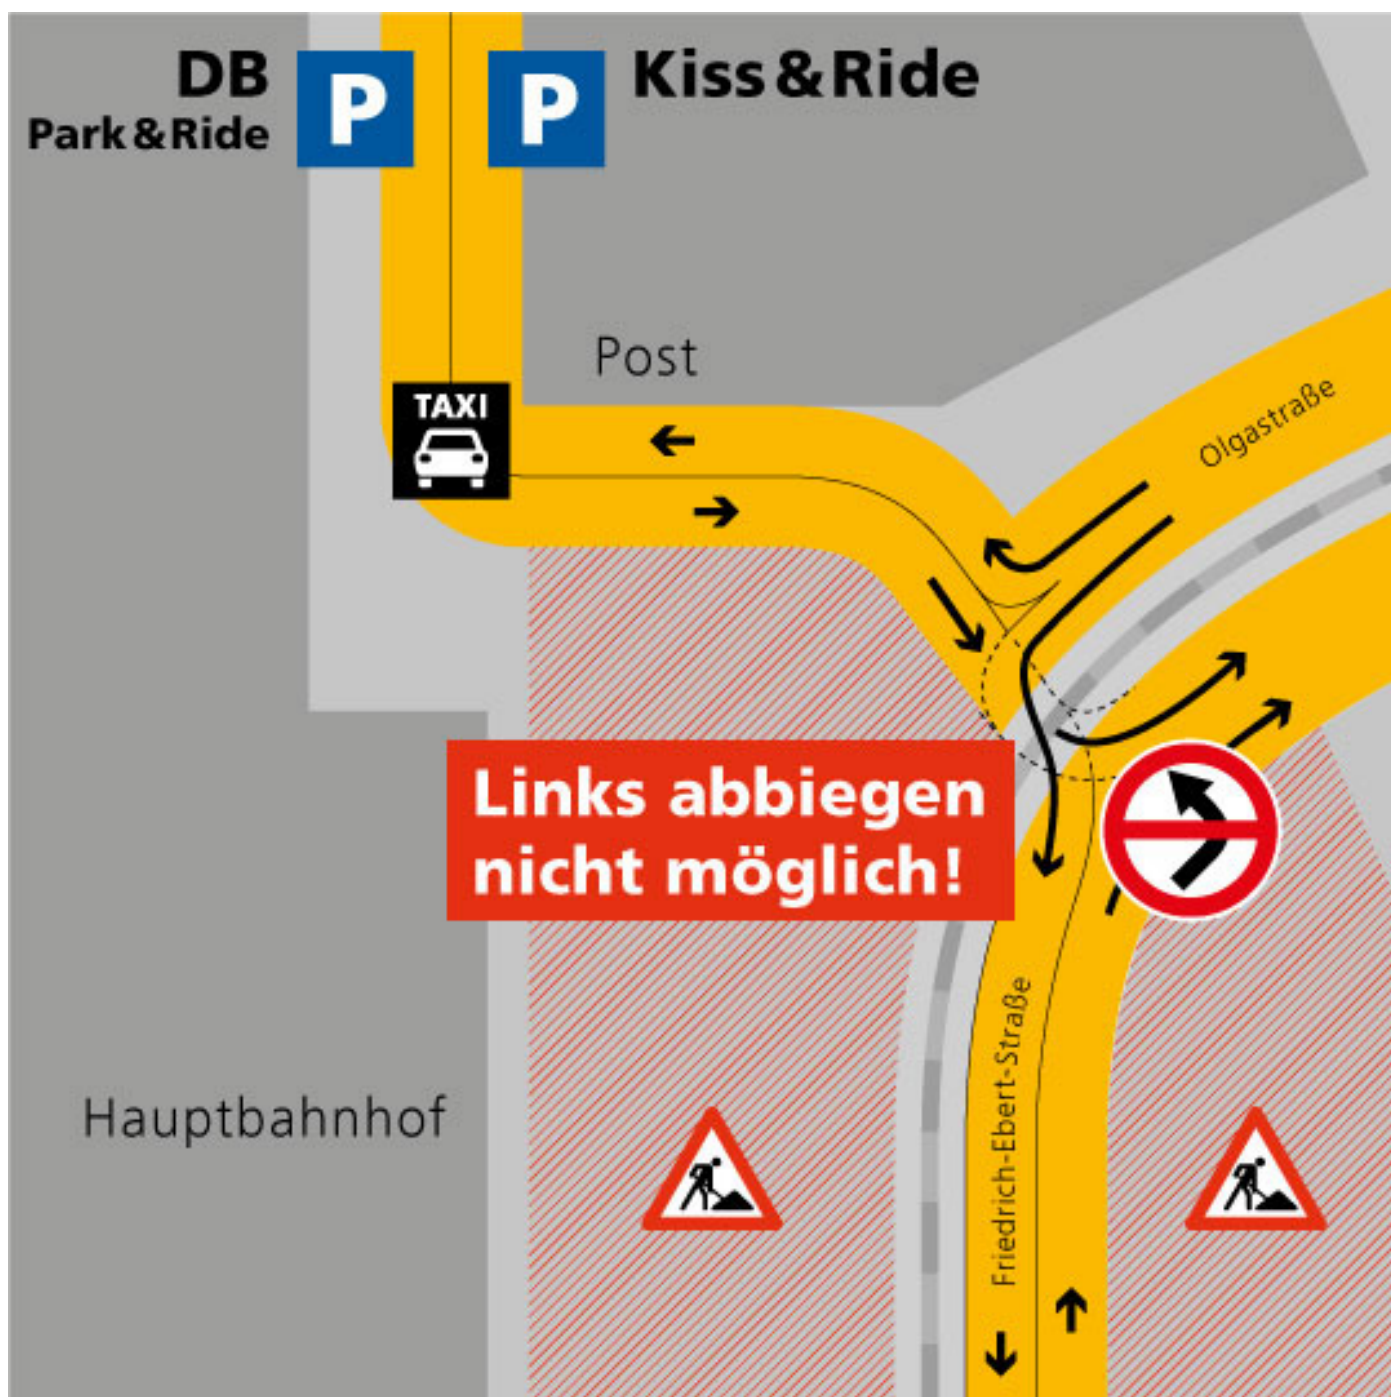 DB
Park & Ride
P
P
Kiss & Ride
Post
TAXI
Olgastraße
Links abbiegen
nicht möglich!
Hauptbahnhof
Friedrich-Ebert-Straße